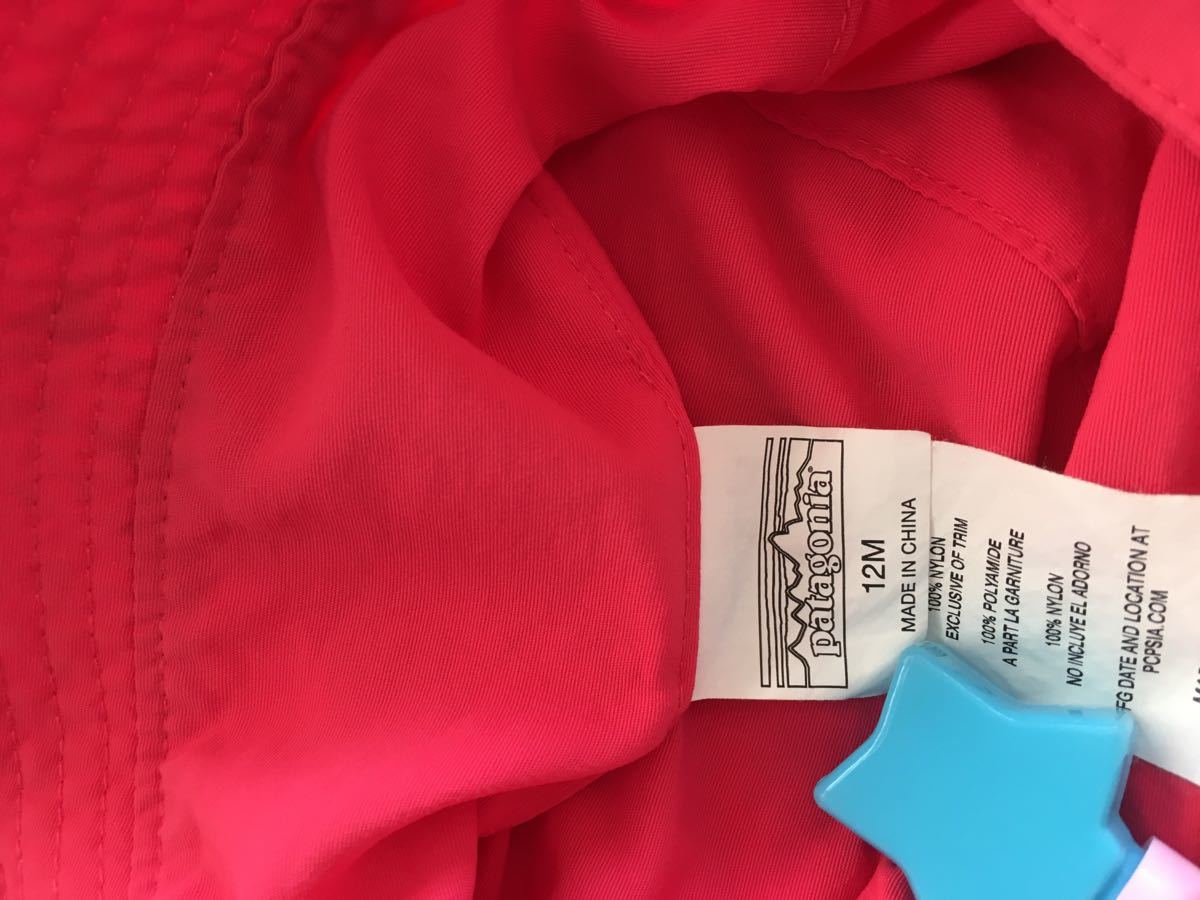 patagonia®
12M
MADE IN CHINA
100% NYLON
EXCLUSIVE OF TRIM
100% POLYAMIDE
A PART LA GARNITURE
100% NYLON
NO INCLUYE EL ADORNO
FG DATE AND LOCATION AT
PCPSIA.COM